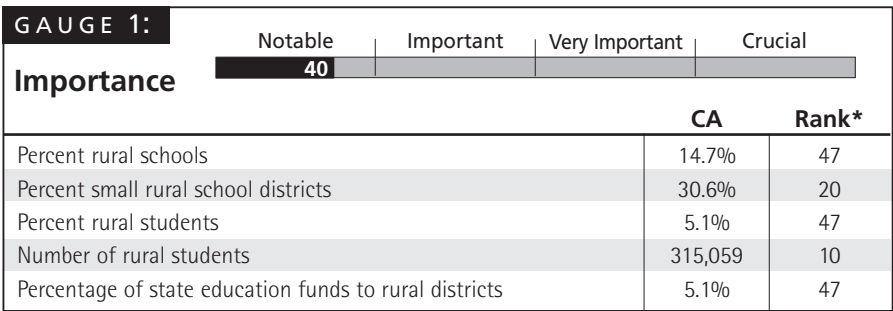 GAUGE 1:
Importance
Notable Important Very Important Crucial
40
CA Rank*
Percent rural schools 14.7% 47
Percent small rural school districts 30.6% 20
Percent rural students 5.1% 47
Number of rural students 315,059 10
Percentage of state education funds to rural districts 5.1% 47